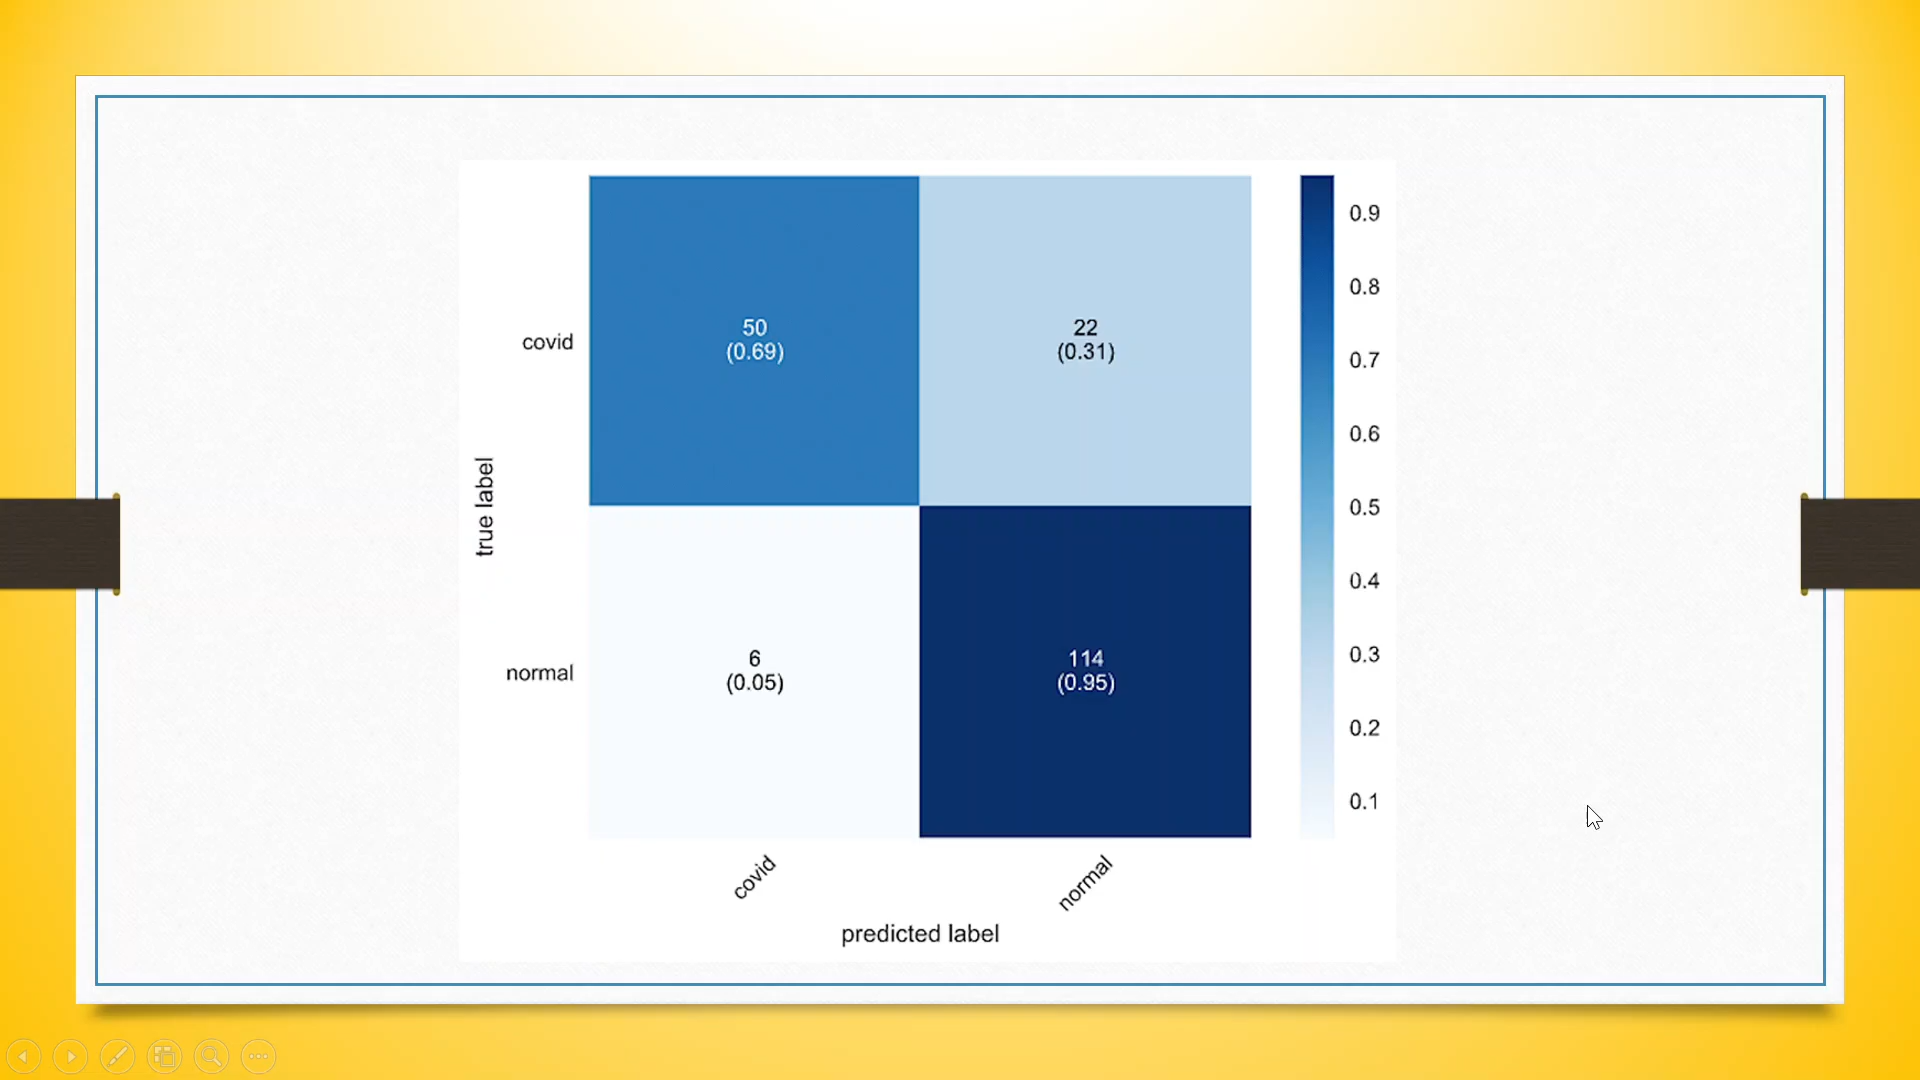 true label
covid
50
(0.69)
22
(0.31)
normal
6
(0.05)
114
(0.95)
covid
normal
predicted label
0.9
0.8
0.7
0.6
0.5
0.4
0.3
0.2
0.1